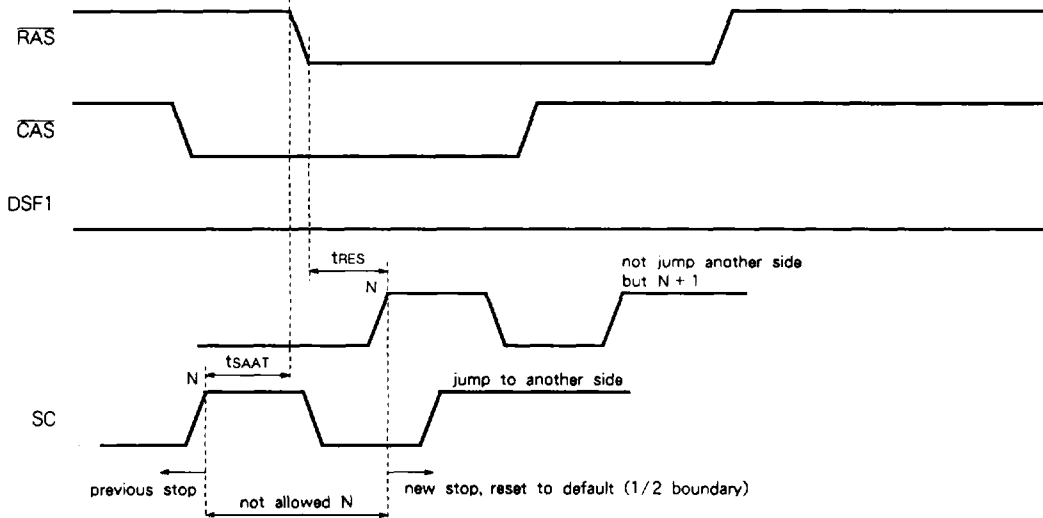 RAS
CAS
DSF1
tRES
N
not jump another side
but N + 1
tSAAT
N
jump to another side
SC
previous stop
not allowed N
new stop, reset to default (1/2 boundary)